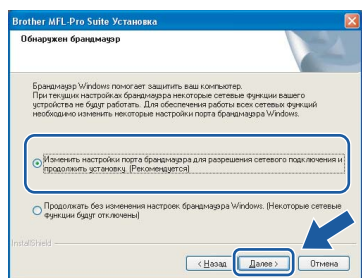 Brother MFL-Pro Suite Установка
Обнаружен брандмауэр
Брандмауэр Windows помогает защитить ваш компьютер.
При текущих настройках брандмауэра некоторые сетевые функции вашего
устройства не будут работать. Для обеспечения работы всех сетевых функций
необходимо изменить некоторые настройки порта брандмауэра Windows.
Изменить настройки порта брандмауэра для разрешения сетевого подключения и
продолжить установку. (Рекомендуется)
Продолжать без изменения настроек брандмауэра Windows. (Некоторые сетевые
функции будут отключены)
InstallShield
< Назад Далее > Отмена